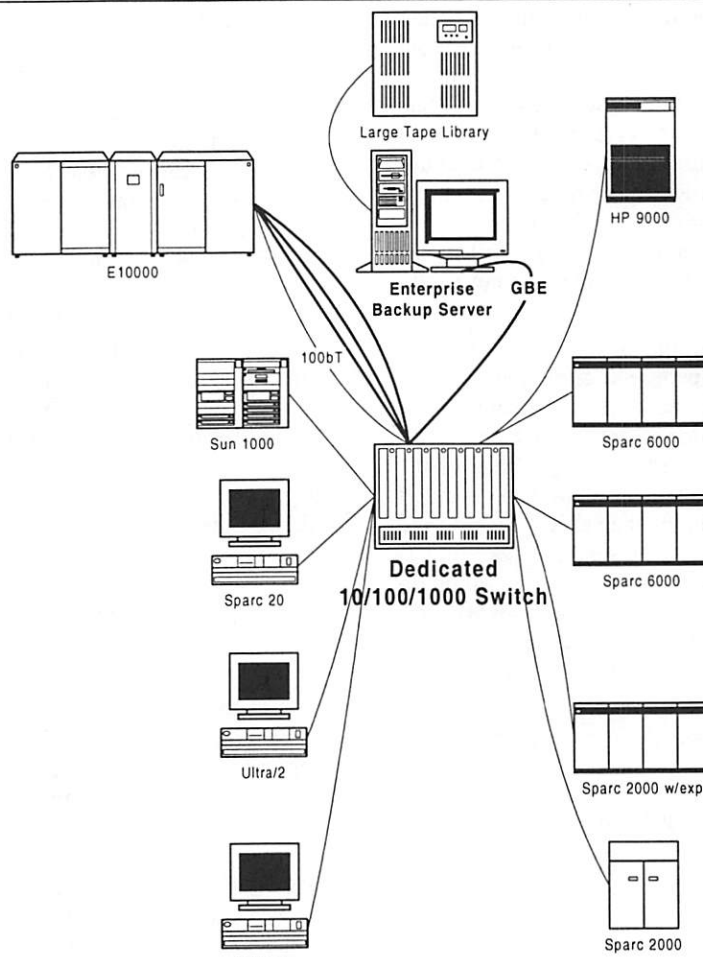 Large Tape Library
E10000
HP 9000
Enterprise
Backup Server
GBE
100bT
Sun 1000
Sparc 6000
Dedicated
10/100/1000 Switch
Sparc 20
Sparc 6000
Ultra/2
Sparc 2000 w/exp
Sparc 2000